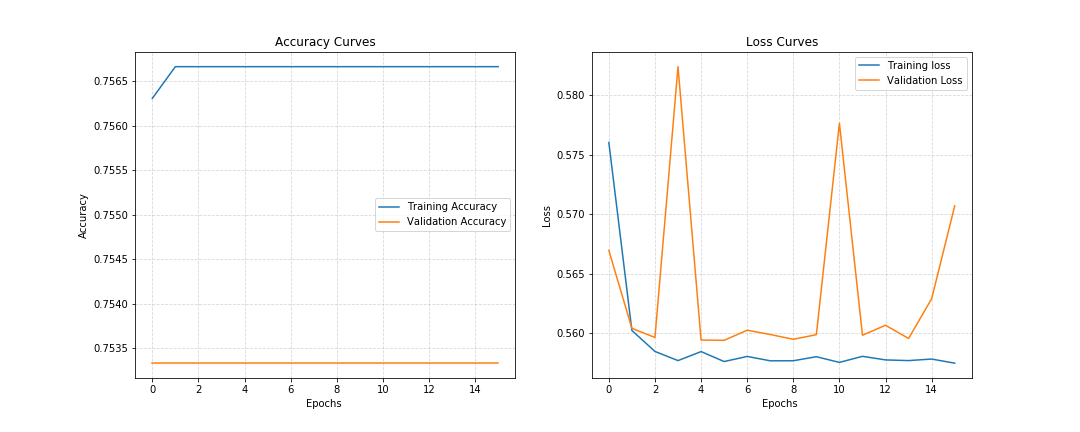 Accuracy Curves
0.7565
0.7560
0.7555
0.7550
0.7545
0.7540
0.7535
Accuracy
Training Accuracy
Validation Accuracy
0 2 4 6 8 10 12 14
Epochs
Loss Curves
0.580
0.575
0.570
0.565
0.560
Loss
Training loss
Validation Loss
0 2 4 6 8 10 12 14
Epochs